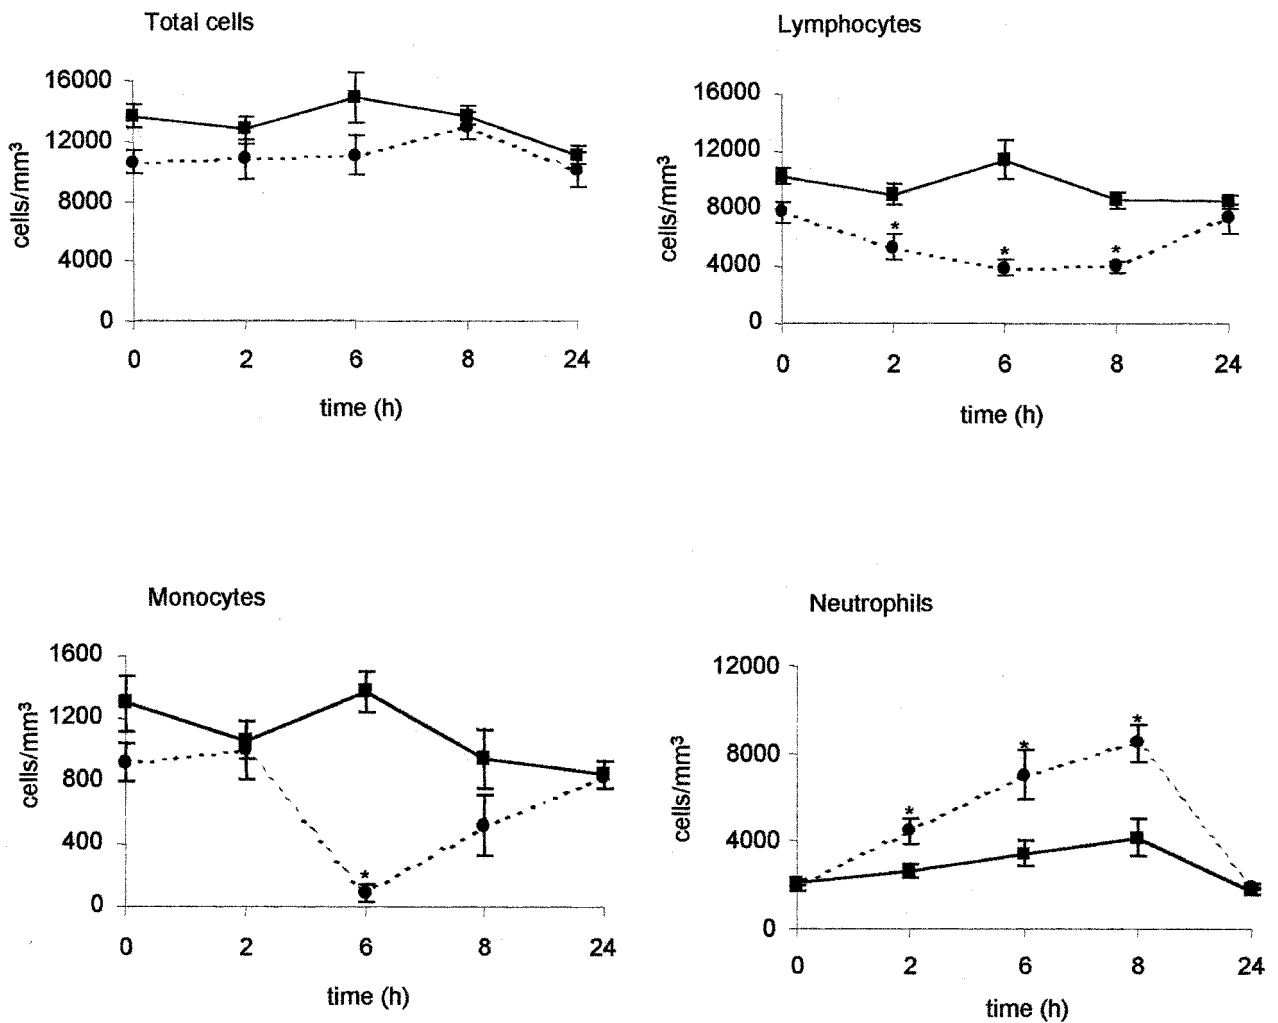 Total cells
16000
12000
8000
4000
0
cells/mm³
0 2 6 8 24
time (h)
Lymphocytes
16000
12000
8000
4000
0
cells/mm³
* * *
0 2 6 8 24
time (h)
Monocytes
1600
1200
800
400
0
cells/mm³
*
0 2 6 8 24
time (h)
Neutrophils
12000
8000
4000
0
cells/mm³
* * *
0 2 6 8 24
time (h)